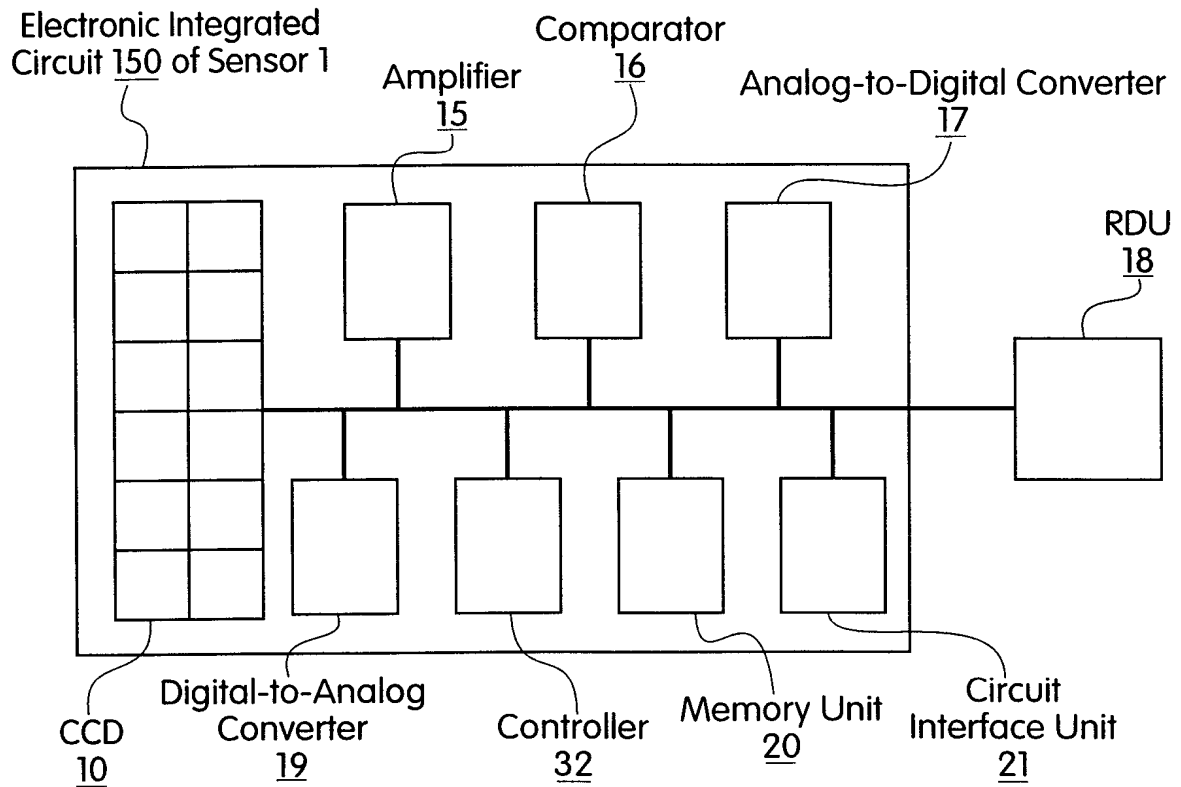 Electronic Integrated
Circuit 150 of Sensor 1
Amplifier
15
Comparator
16
Analog-to-Digital Converter
17
RDU
18
CCD
10
Digital-to-Analog
Converter
19
Controller
32
Memory Unit
20
Circuit
Interface Unit
21